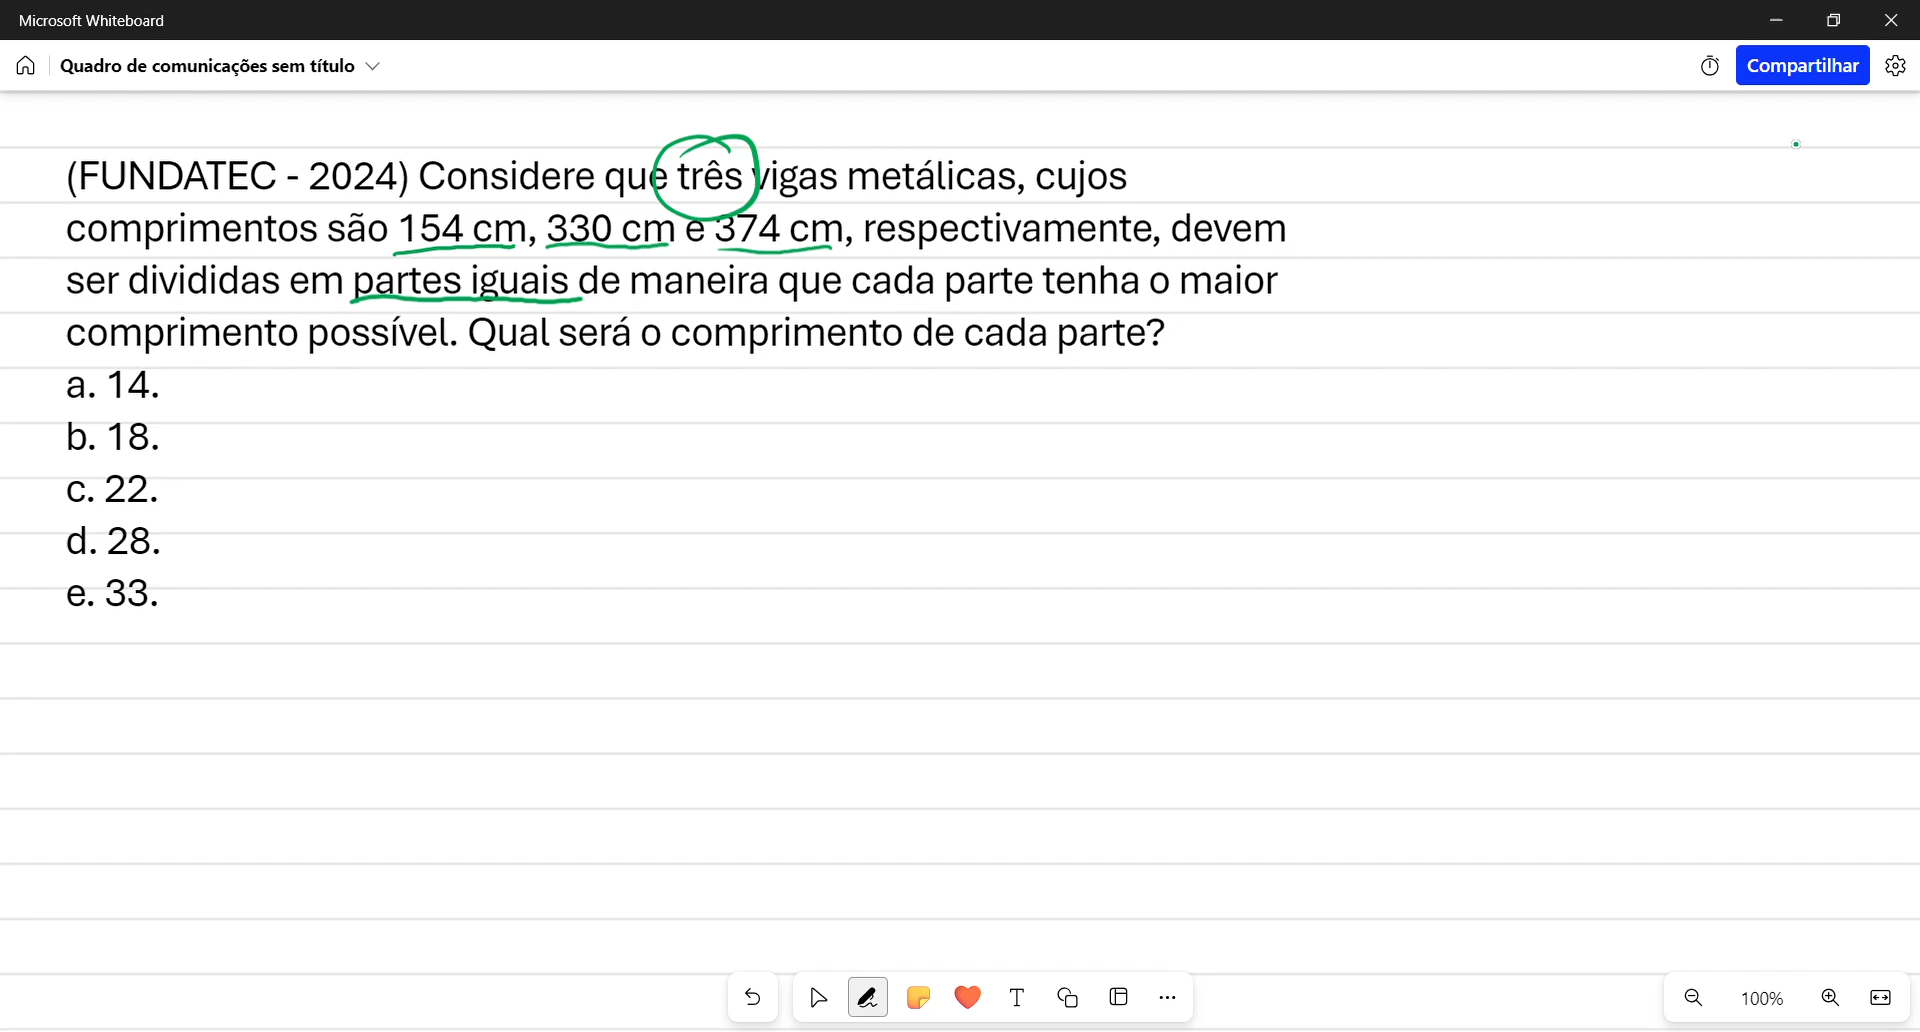 Microsoft Whiteboard
Quadro de comunicações sem título
Compartilhar
(FUNDATEC - 2024) Considere que três vigas metálicas, cujos
comprimentos são 154 cm, 330 cm e 374 cm, respectivamente, devem
ser divididas em partes iguais de maneira que cada parte tenha o maior
comprimento possível. Qual será o comprimento de cada parte?
a. 14.
b. 18.
c. 22.
d. 28.
e. 33.
100%